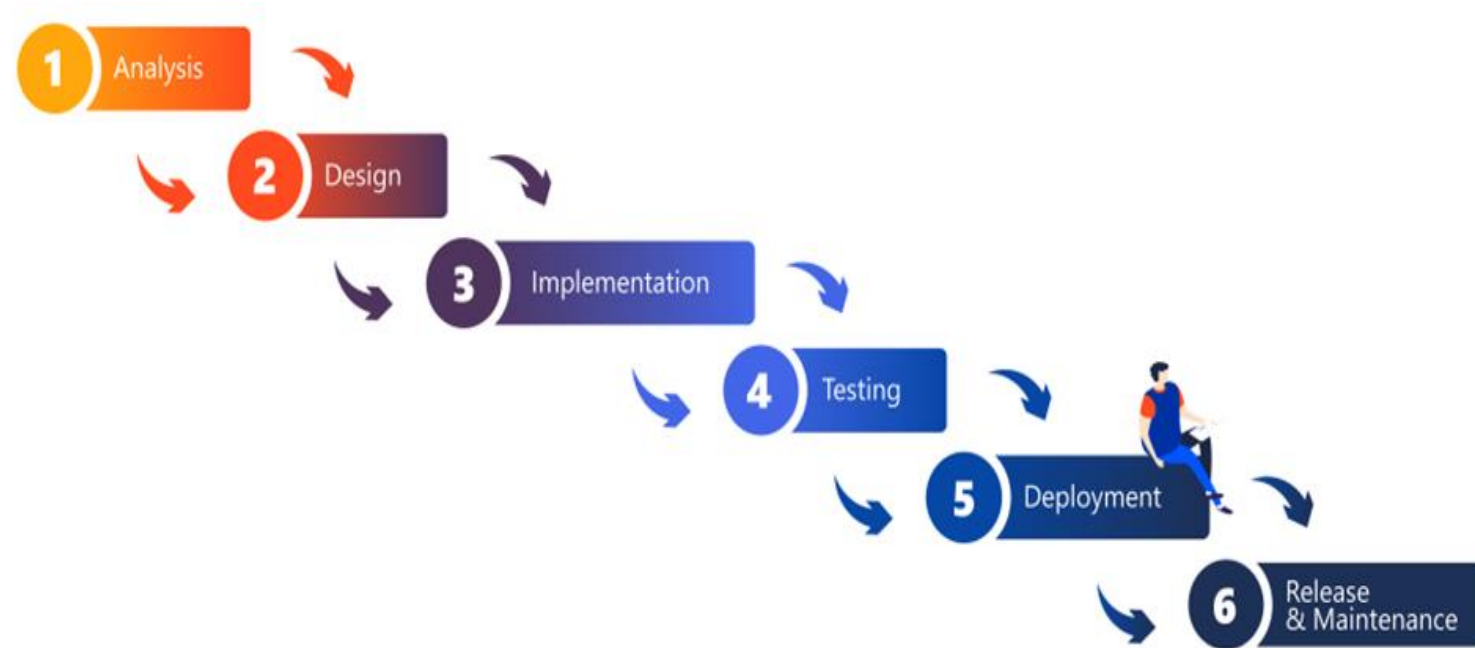 1 Analysis
2 Design
3 Implementation
4 Testing
5 Deployment
6 Release
& Maintenance